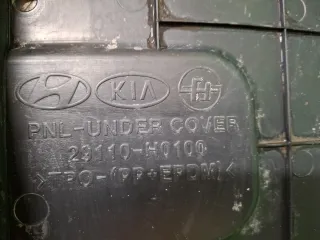 KIA
PNL-UNDER COVER
29110-H0100
>TPO-(PP+EPDM)<